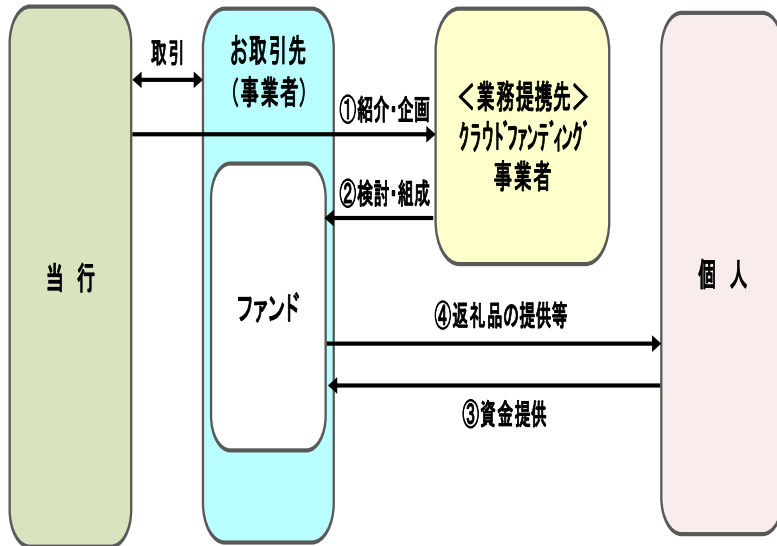 取引
お取引先
(事業者)
①紹介・企画
＜業務提携先＞
クラウドファンディング
事業者
②検討・組成
当 行
ファンド
個 人
④返礼品の提供等
③資金提供